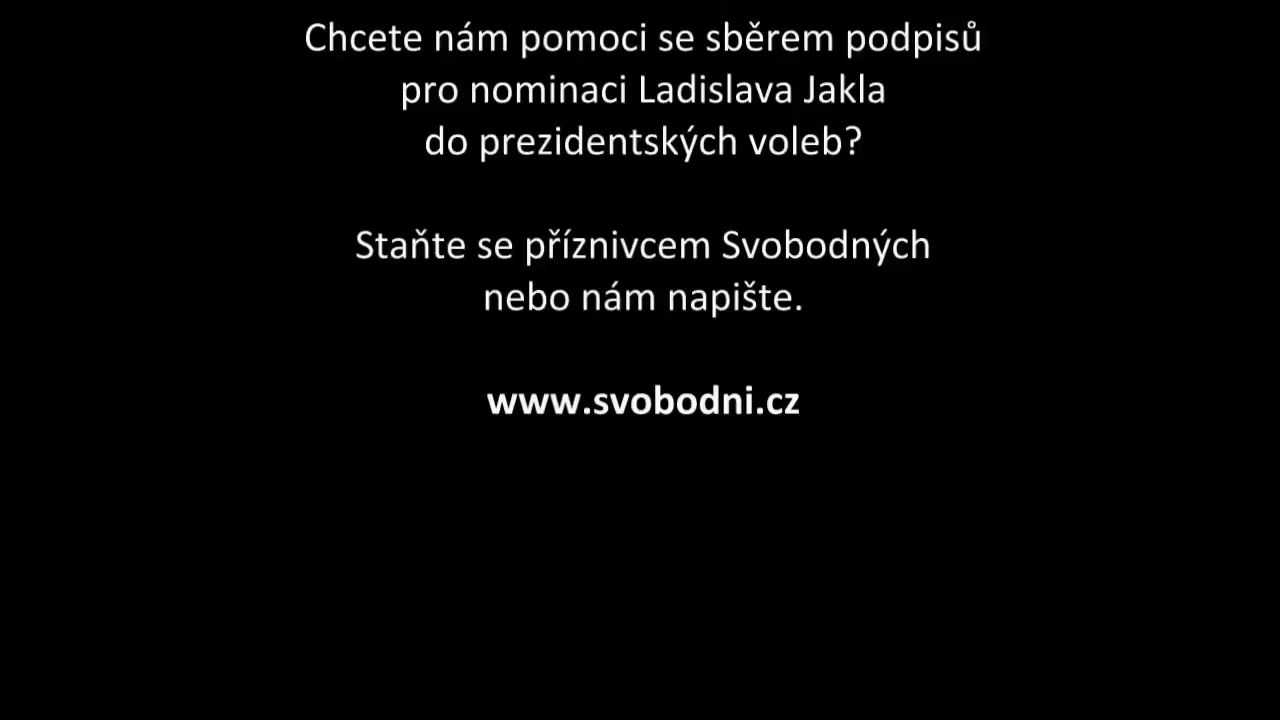 Chcete nám pomoci se sběrem podpisů
pro nominaci Ladislava Jakla
do prezidentských voleb?
Staňte se příznivcem Svobodných
nebo nám napište.
www.svobodni.cz